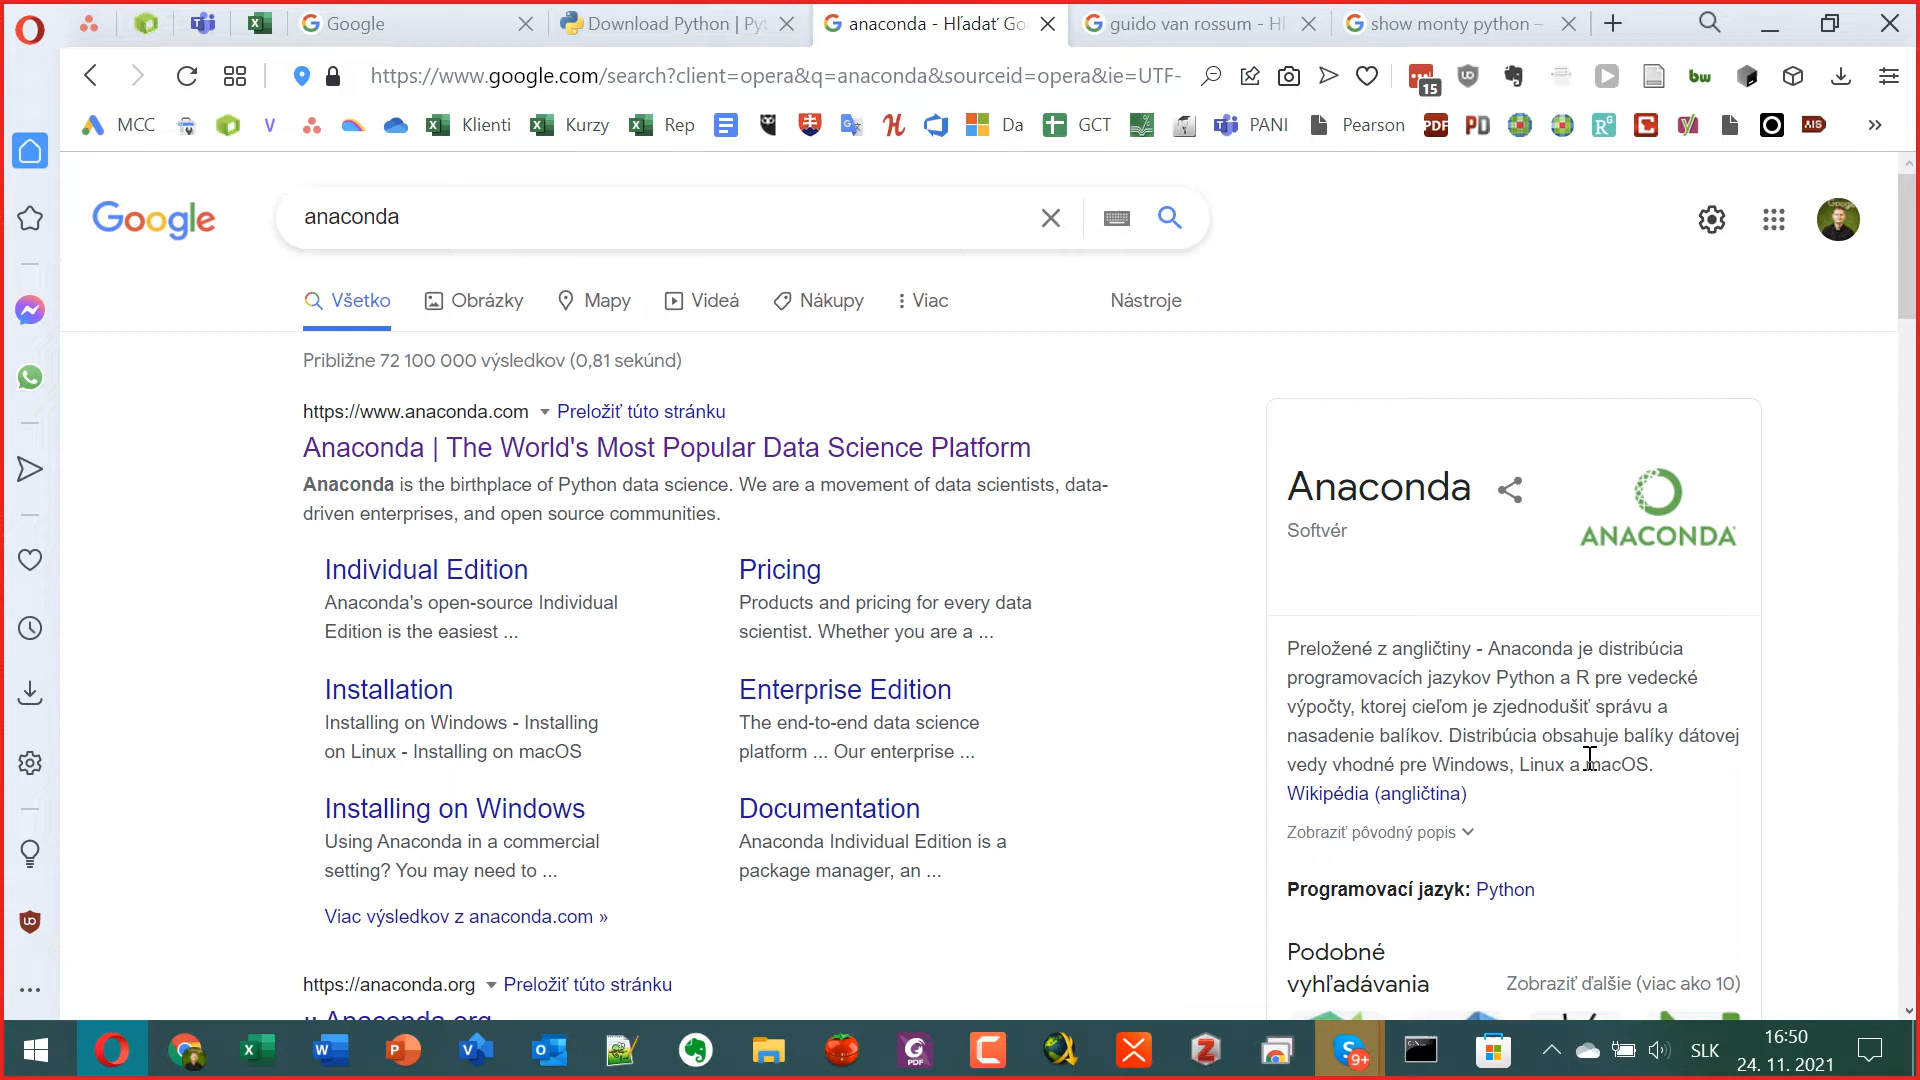 Google
Download Python | Pyt
anaconda - Hľadať Go
guido van rossum - Hl
show monty python –
https://www.google.com/search?client=opera&q=anaconda&sourceid=opera&ie=UTF-
15
bw
MCC
V
Klienti
Kurzy
Rep
Da
GCT
PANI
Pearson
PDF
PD
AIS
Google
anaconda
Všetko
Obrázky
Mapy
Videá
Nákupy
Viac
Nástroje
Približne 72 100 000 výsledkov (0,81 sekúnd)
https://www.anaconda.com
Preložiť túto stránku
Anaconda | The World's Most Popular Data Science Platform
Anaconda is the birthplace of Python data science. We are a movement of data scientists, data-
driven enterprises, and open source communities.
Individual Edition
Anaconda's open-source Individual
Edition is the easiest ...
Pricing
Products and pricing for every data
scientist. Whether you are a ...
Installation
Installing on Windows - Installing
on Linux - Installing on macOS
Enterprise Edition
The end-to-end data science
platform ... Our enterprise ...
Installing on Windows
Using Anaconda in a commercial
setting? You may need to ...
Documentation
Anaconda Individual Edition is a
package manager, an ...
Viac výsledkov z anaconda.com »
https://anaconda.org
Preložiť túto stránku
:: Anaconda.org
Anaconda
Softvér
ANACONDA
Preložené z angličtiny - Anaconda je distribúcia
programovacích jazykov Python a R pre vedecké
výpočty, ktorej cieľom je zjednodušiť správu a
nasadenie balíkov. Distribúcia obsahuje balíky dátovej
vedy vhodné pre Windows, Linux a macOS.
Wikipédia (angličtina)
Zobraziť pôvodný popis
Programovací jazyk: Python
Podobné
vyhľadávania
Zobraziť ďalšie (viac ako 10)
9+
SLK
16:50
24. 11. 2021